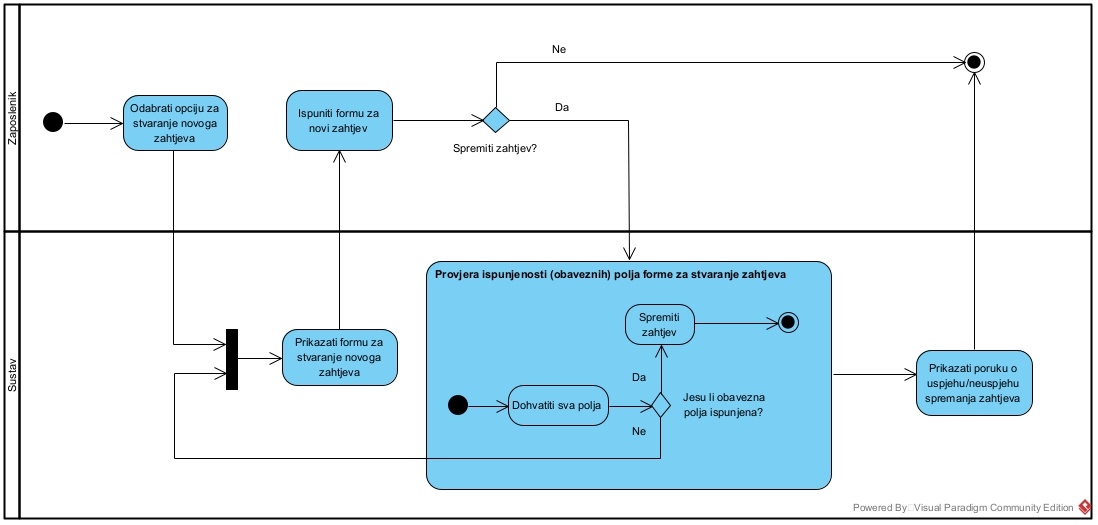 Zaposlenik
Ne
Odabrati opciju za
stvaranje novoga
zahtjeva
Ispuniti formu za
novi zahtjev
Da
Spremiti zahtjev?
Sustav
Prikazati formu za
stvaranje novoga
zahtjeva
Provjera ispunjenosti (obaveznih) polja forme za stvaranje zahtjeva
Spremiti
zahtjev
Da
Dohvatiti sva polja
Jesu li obavezna
polja ispunjena?
Ne
Prikazati poruku o
uspjehu/neuspjehu
spremanja zahtjeva
Powered By Visual Paradigm Community Edition